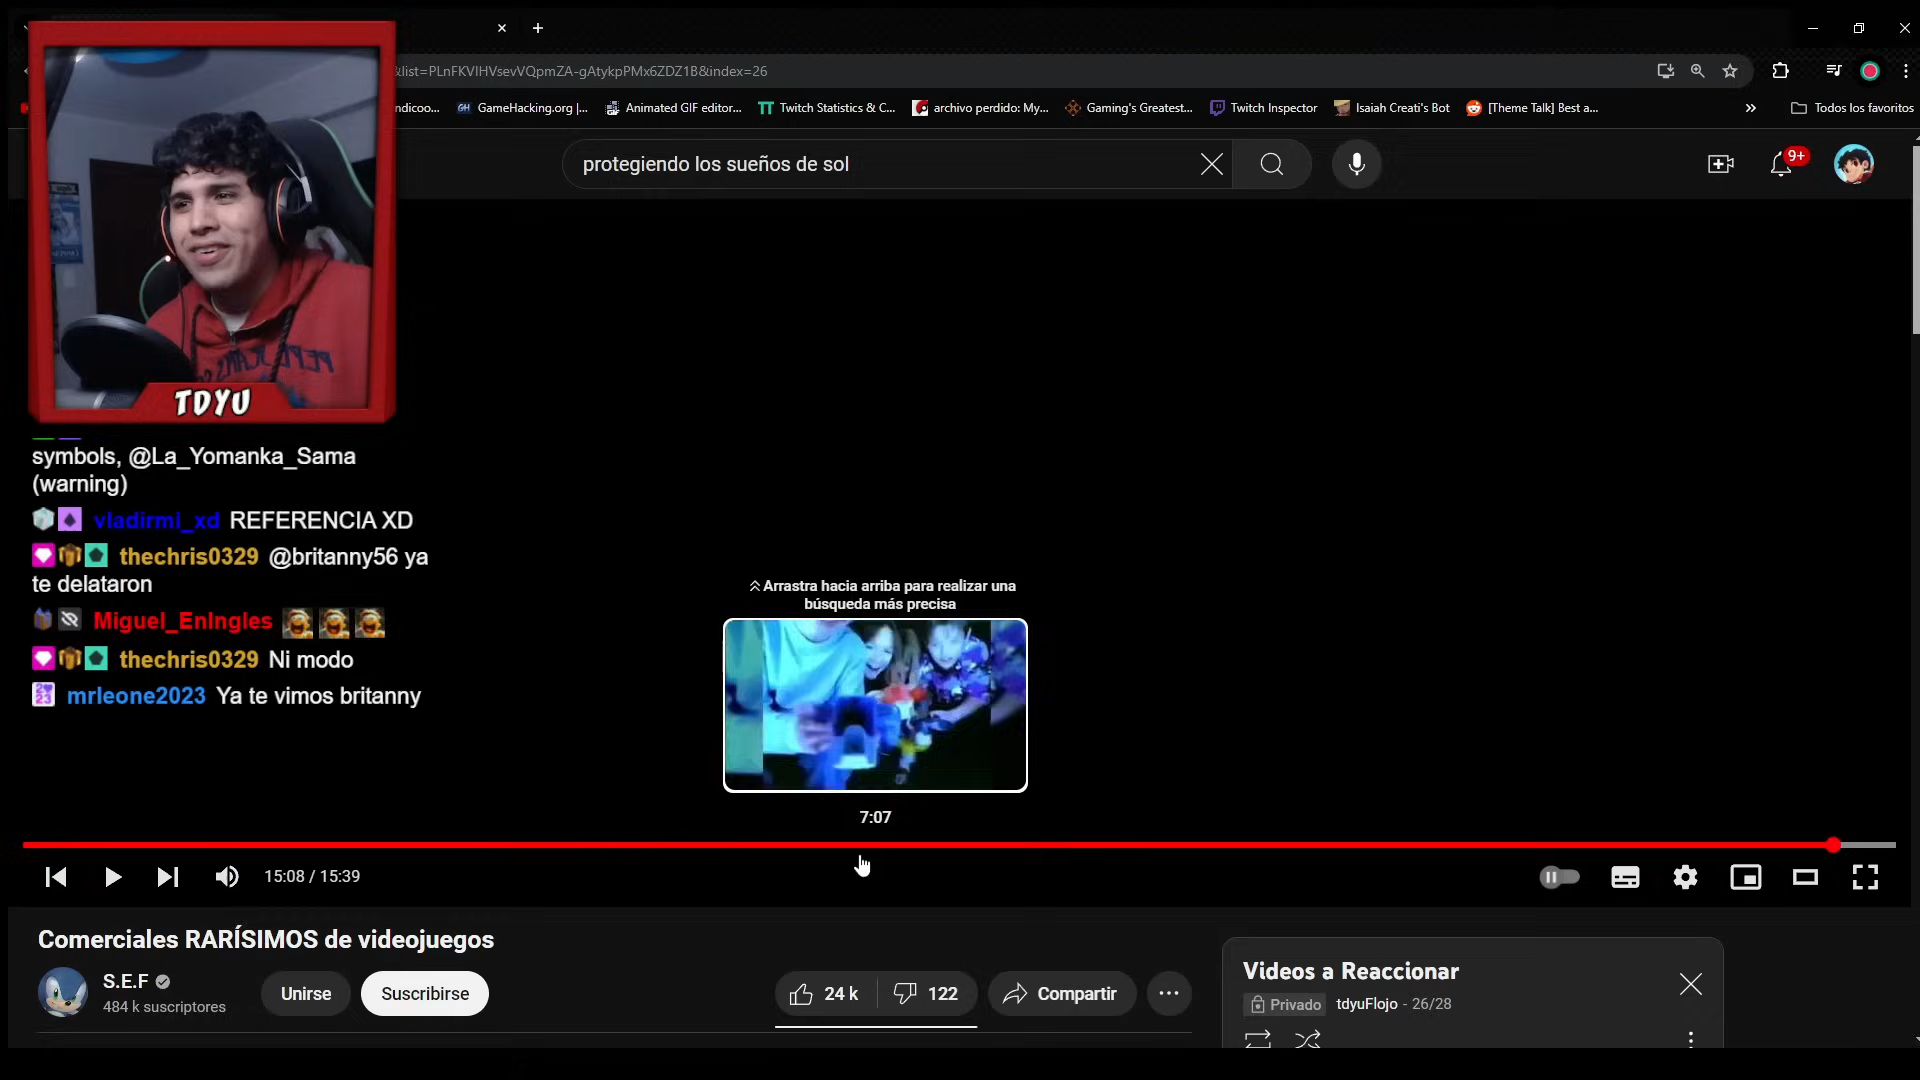 &list=PLnFKVIHVsevVQpmZA-gAtykpPMx6ZDZ1B&index=26
ndicoo...
GameHacking.org |...
Animated GIF editor...
Twitch Statistics & C...
archivo perdido: My...
Gaming's Greatest...
Twitch Inspector
Isaiah Creati's Bot
[Theme Talk] Best a...
Todos los favoritos
protegiendo los sueños de sol
9+
TDYU
symbols, @La_Yomanka_Sama
(warning)
vladirmi_xd REFERENCIA XD
thechris0329 @britanny56 ya
te delataron
Miguel_EnIngles
thechris0329 Ni modo
mrleone2023 Ya te vimos britanny
Arrastra hacia arriba para realizar una
búsqueda más precisa
7:07
15:08 / 15:39
Comerciales RARÍSIMOS de videojuegos
S.E.F
484 k suscriptores
Unirse
Suscribirse
24 k
122
Compartir
Videos a Reaccionar
Privado
tdyuFlojo - 26/28